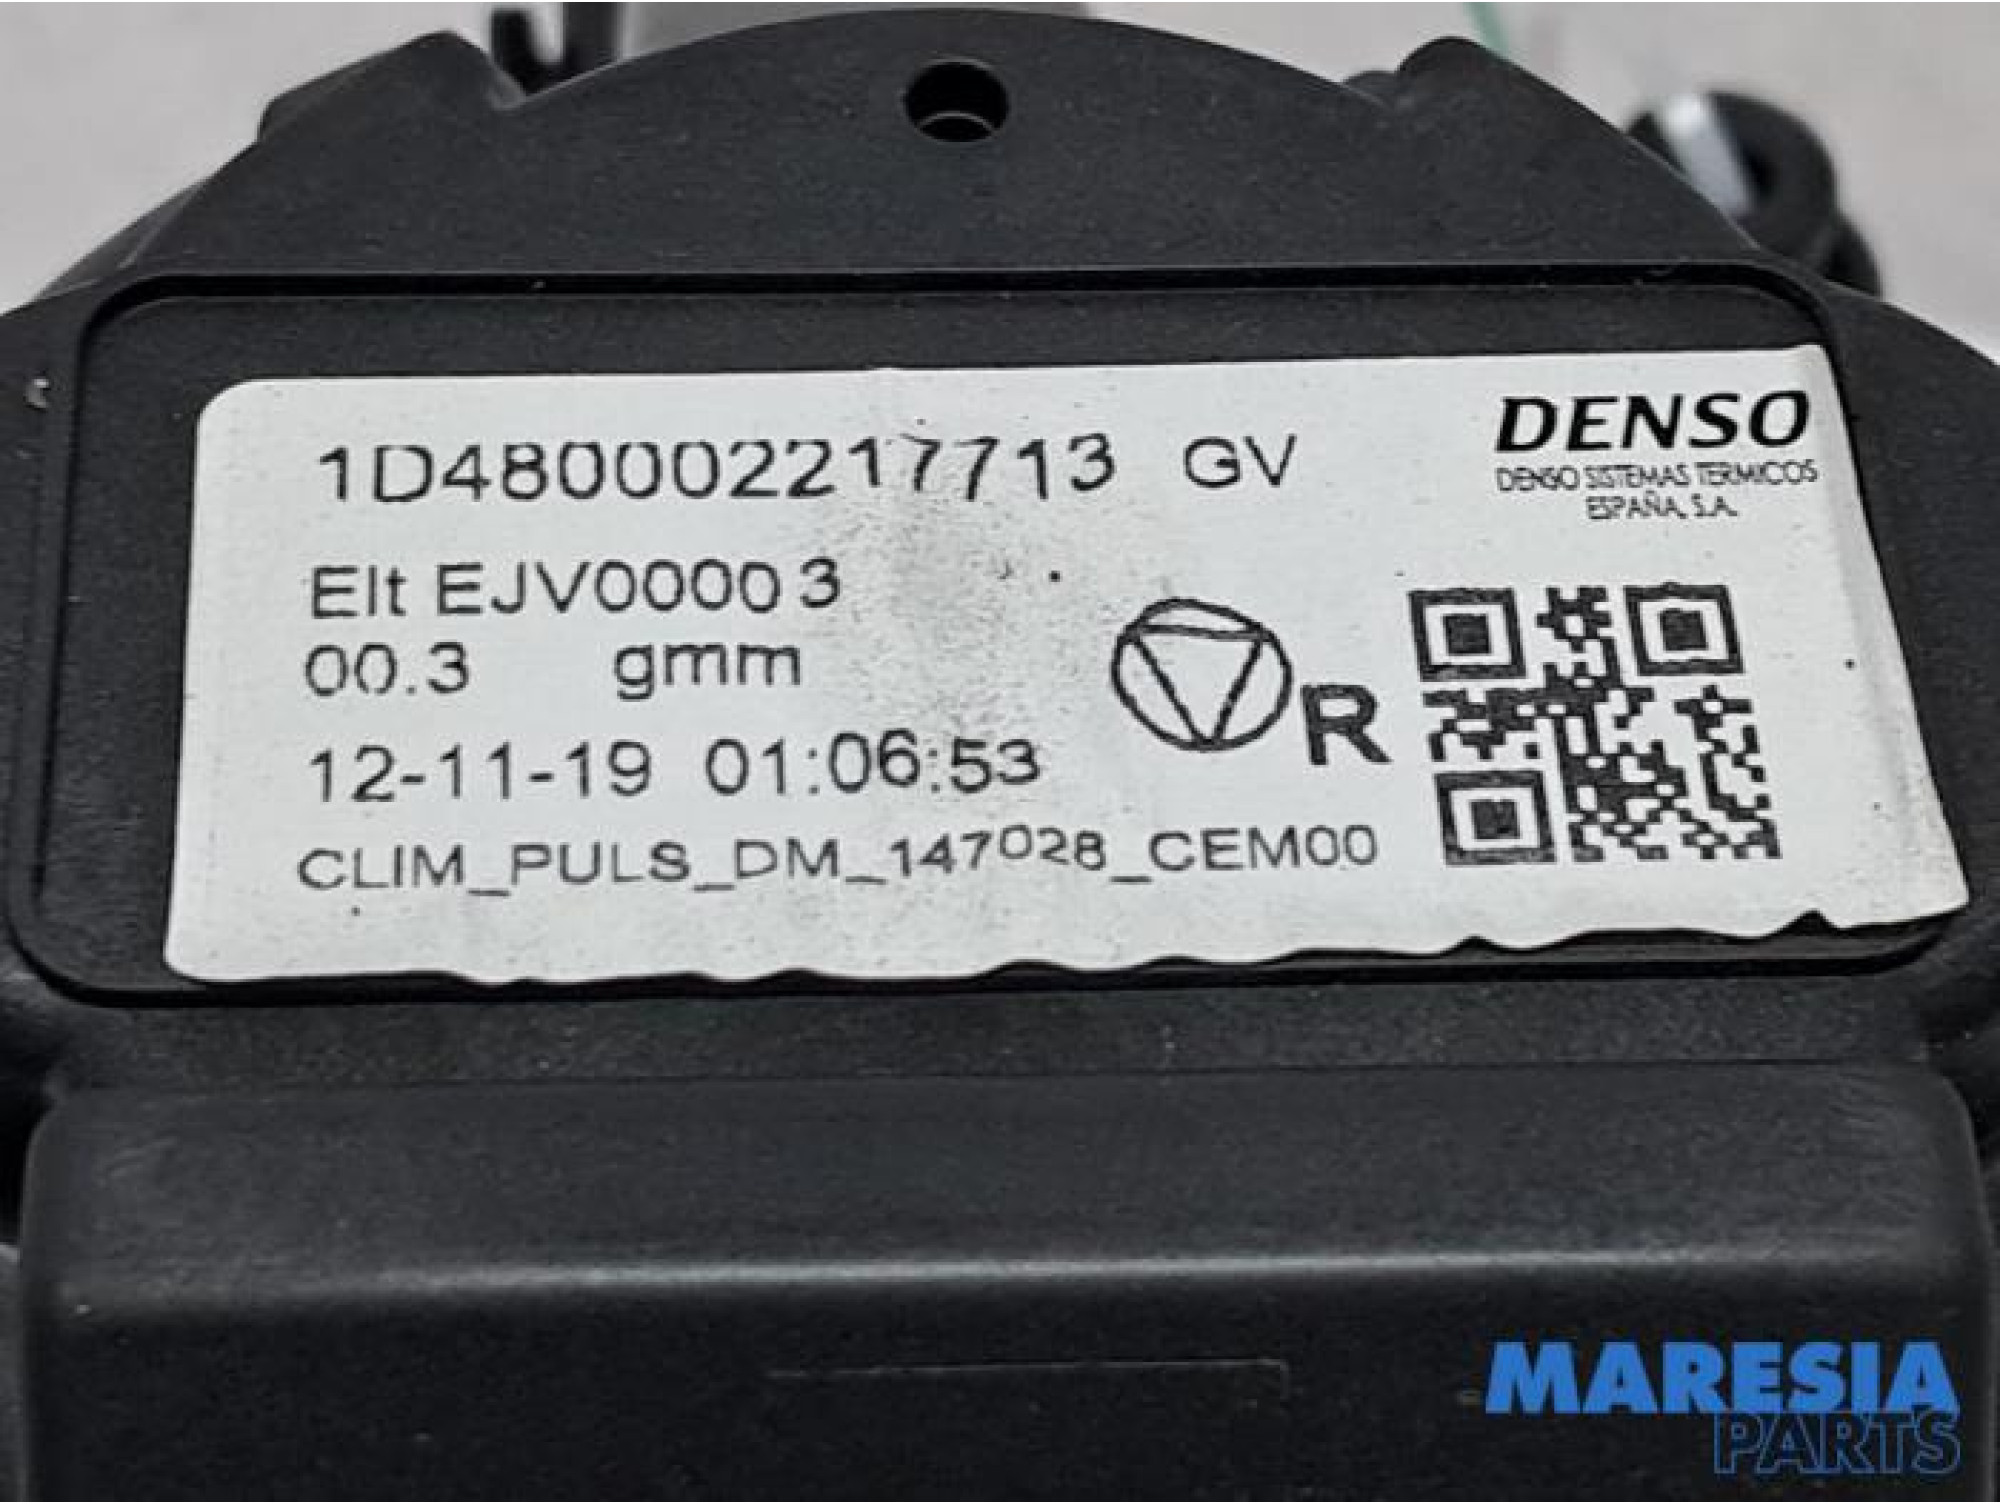 1D480002217713 GV
DENSO
DENSO SISTEMAS TERMICOS
ESPAÑA, S.A.
Elt EJV00003
00.3 gmm
R
12-11-19 01:06:53
CLIM_PULS_DM_147028_CEM00
MARESIA
PARTS